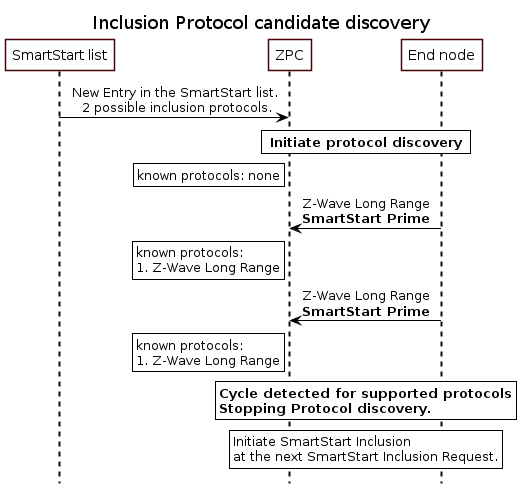 Inclusion Protocol candidate discovery
SmartStart list
ZPC
End node
New Entry in the SmartStart list.
2 possible inclusion protocols.
Initiate protocol discovery
known protocols: none
Z-Wave Long Range
SmartStart Prime
known protocols:
1. Z-Wave Long Range
Z-Wave Long Range
SmartStart Prime
known protocols:
1. Z-Wave Long Range
Cycle detected for supported protocols
Stopping Protocol discovery.
Initiate SmartStart Inclusion
at the next SmartStart Inclusion Request.